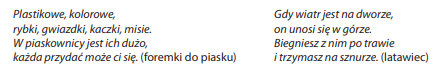 Plastikowe, kolorowe,
rybki, gwiazdki, kaczki, misie.
W piaskownicy jest ich dużo,
każda przydać może ci się. (foremki do piasku)
Gdy wiatr jest na dworze,
on unosi się w górze.
Biegniesz z nim po trawie
i trzymasz na sznurze. (latawiec)